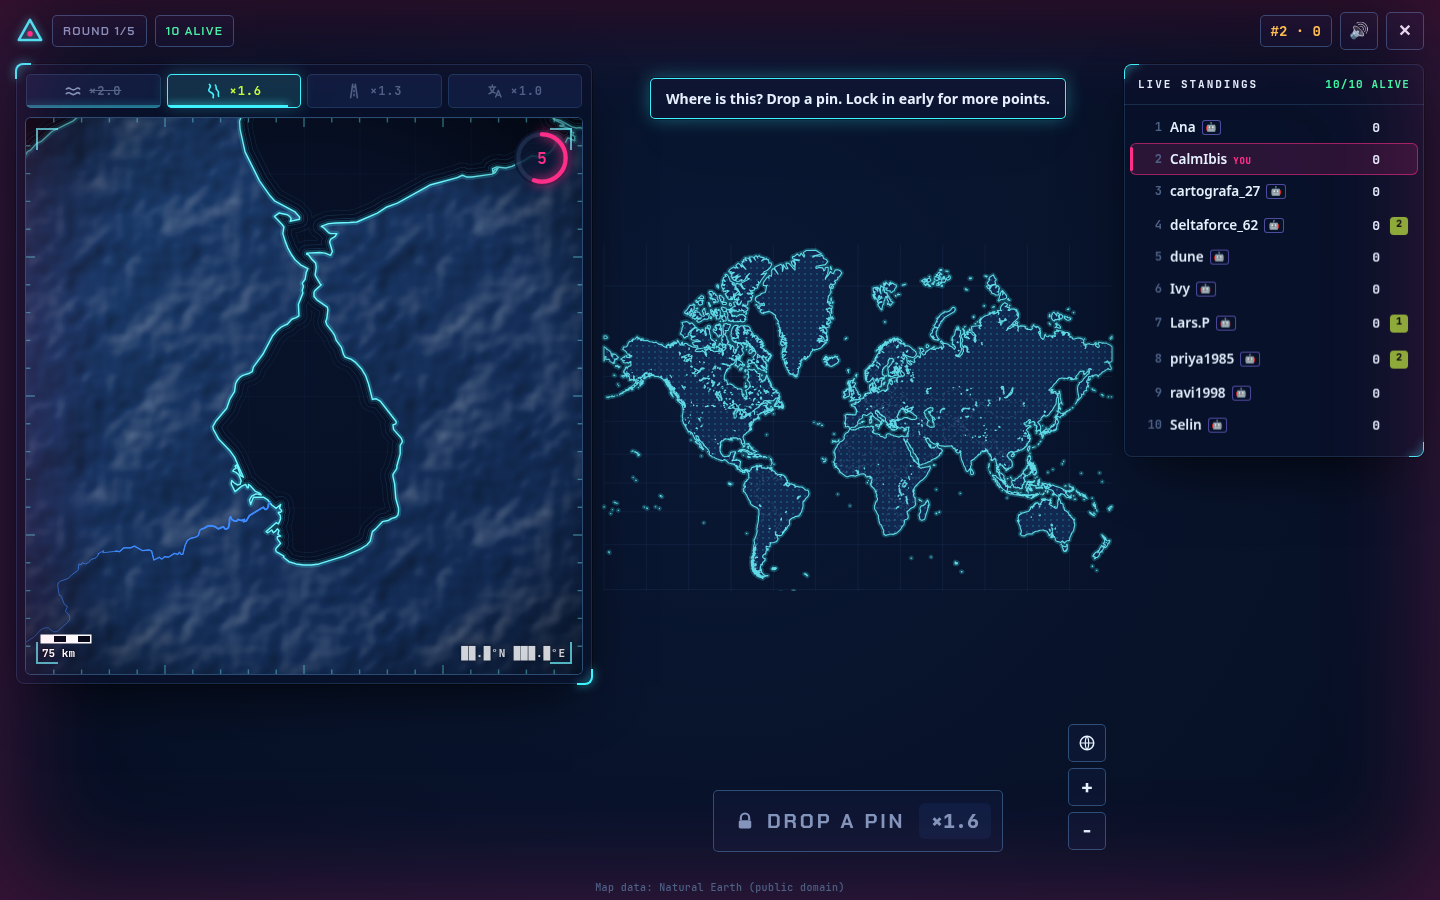 ROUND 1/5
10 ALIVE
#2 · 0
×2.0
×1.6
×1.3
×1.0
5
75 km
██.█°N ███.█°E
Where is this? Drop a pin. Lock in early for more points.
DROP A PIN ×1.6
+
-
LIVE STANDINGS 10/10 ALIVE
1 Ana 0
2 CalmIbis YOU 0
3 cartografa_27 0
4 deltaforce_62 0 2
5 dune 0
6 Ivy 0
7 Lars.P 0 1
8 priya1985 0 2
9 ravi1998 0
10 Selin 0
Map data: Natural Earth (public domain)